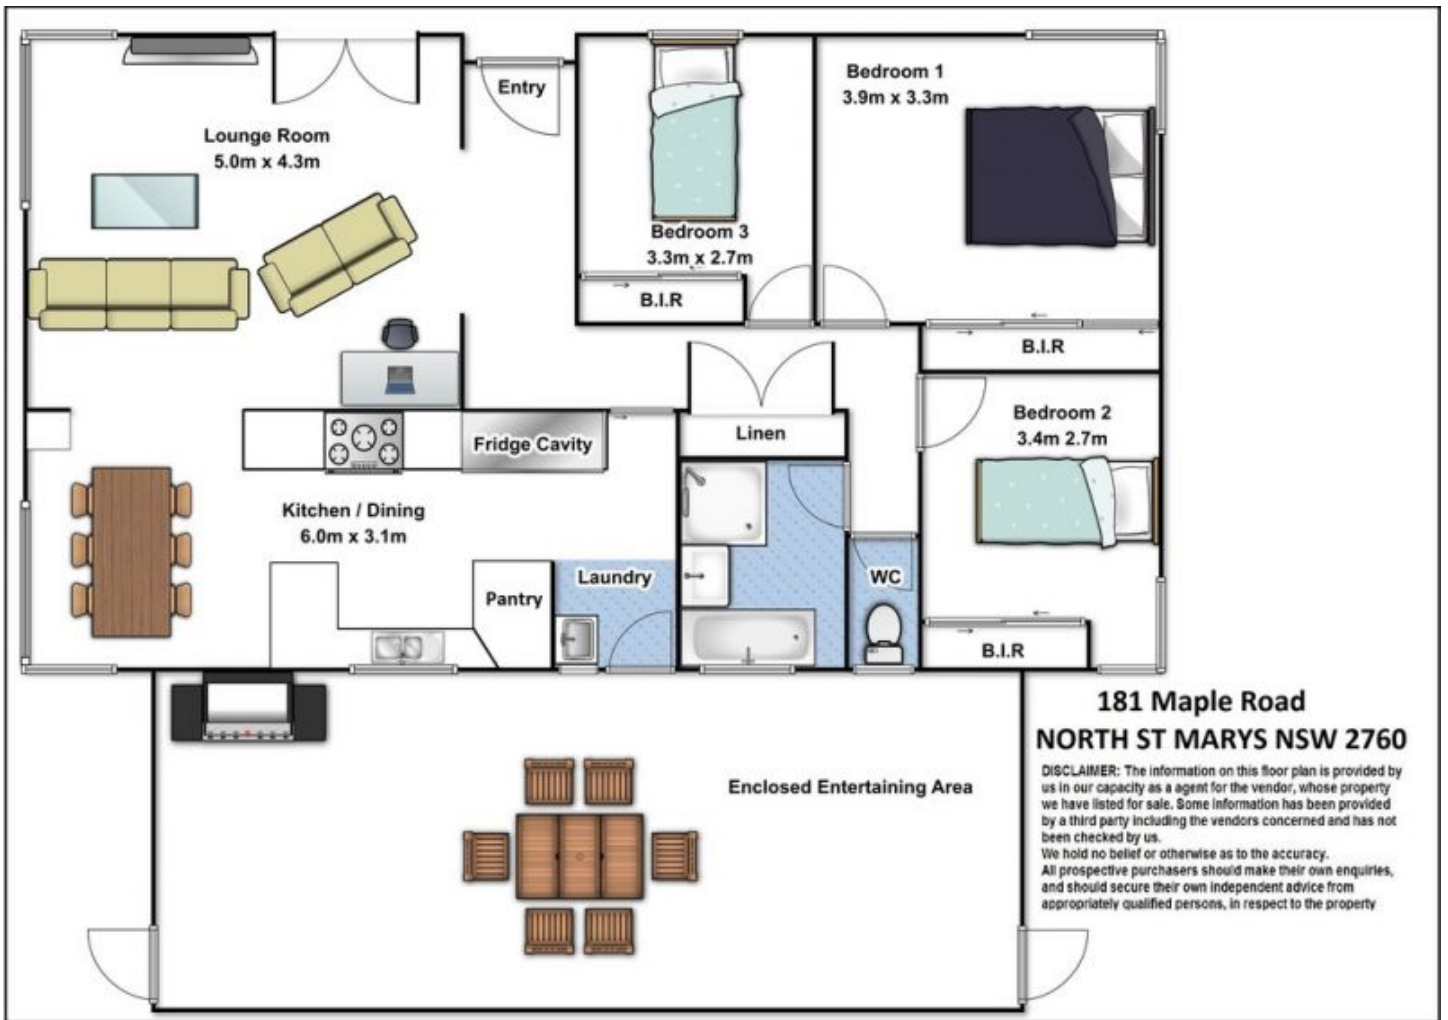 Entry
Lounge Room
5.0m x 4.3m
Bedroom 3
3.3m x 2.7m
B.I.R
Bedroom 1
3.9m x 3.3m
B.I.R
Bedroom 2
3.4m 2.7m
B.I.R
Linen
Fridge Cavity
Kitchen / Dining
6.0m x 3.1m
Pantry
Laundry
WC
Enclosed Entertaining Area
181 Maple Road
NORTH ST MARYS NSW 2760
DISCLAIMER: The information on this floor plan is provided by
us in our capacity as a agent for the vendor, whose property
we have listed for sale. Some information has been provided
by a third party including the vendors concerned and has not
been checked by us.
We hold no belief or otherwise as to the accuracy.
All prospective purchasers should make their own enquiries,
and should secure their own independent advice from
appropriately qualified persons, in respect to the property